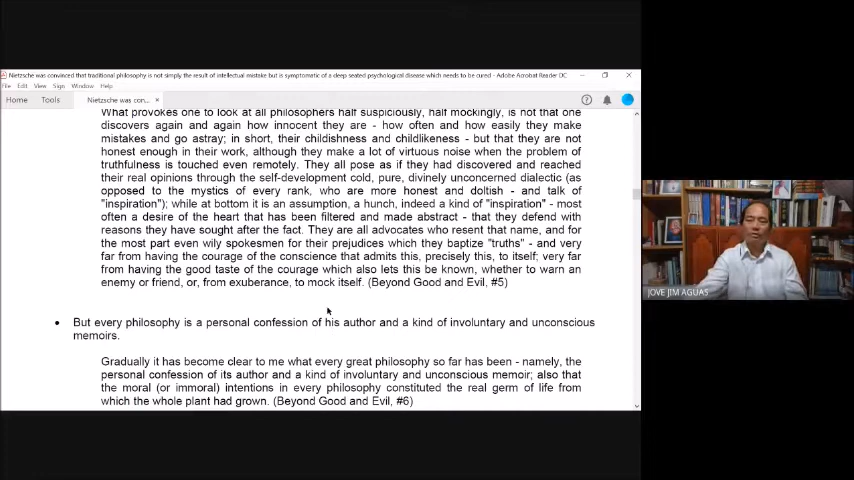 Nietzsche was convinced that traditional philosophy is not simply the result of intellectual mistake but is symptomatic of a deep seated psychological disease which needs to be cured - Adobe Acrobat Reader DC
File Edit View Sign Window Help
Home Tools Nietzsche was con... ×
What provokes one to look at all philosophers half suspiciously, half mockingly, is not that one
discovers again and again how innocent they are - how often and how easily they make
mistakes and go astray; in short, their childishness and childlikeness - but that they are not
honest enough in their work, although they make a lot of virtuous noise when the problem of
truthfulness is touched even remotely. They all pose as if they had discovered and reached
their real opinions through the self-development cold, pure, divinely unconcerned dialectic (as
opposed to the mystics of every rank, who are more honest and doltish - and talk of
"inspiration"); while at bottom it is an assumption, a hunch, indeed a kind of "inspiration" - most
often a desire of the heart that has been filtered and made abstract - that they defend with
reasons they have sought after the fact. They are all advocates who resent that name, and for
the most part even wily spokesmen for their prejudices which they baptize "truths" - and very
far from having the courage of the conscience that admits this, precisely this, to itself; very far
from having the good taste of the courage which also lets this be known, whether to warn an
enemy or friend, or, from exuberance, to mock itself. (Beyond Good and Evil, #5)
• But every philosophy is a personal confession of his author and a kind of involuntary and unconscious
memoirs.
Gradually it has become clear to me what every great philosophy so far has been - namely, the
personal confession of its author and a kind of involuntary and unconscious memoir; also that
the moral (or immoral) intentions in every philosophy constituted the real germ of life from
which the whole plant had grown. (Beyond Good and Evil, #6)
JOVE JIM AGUAS